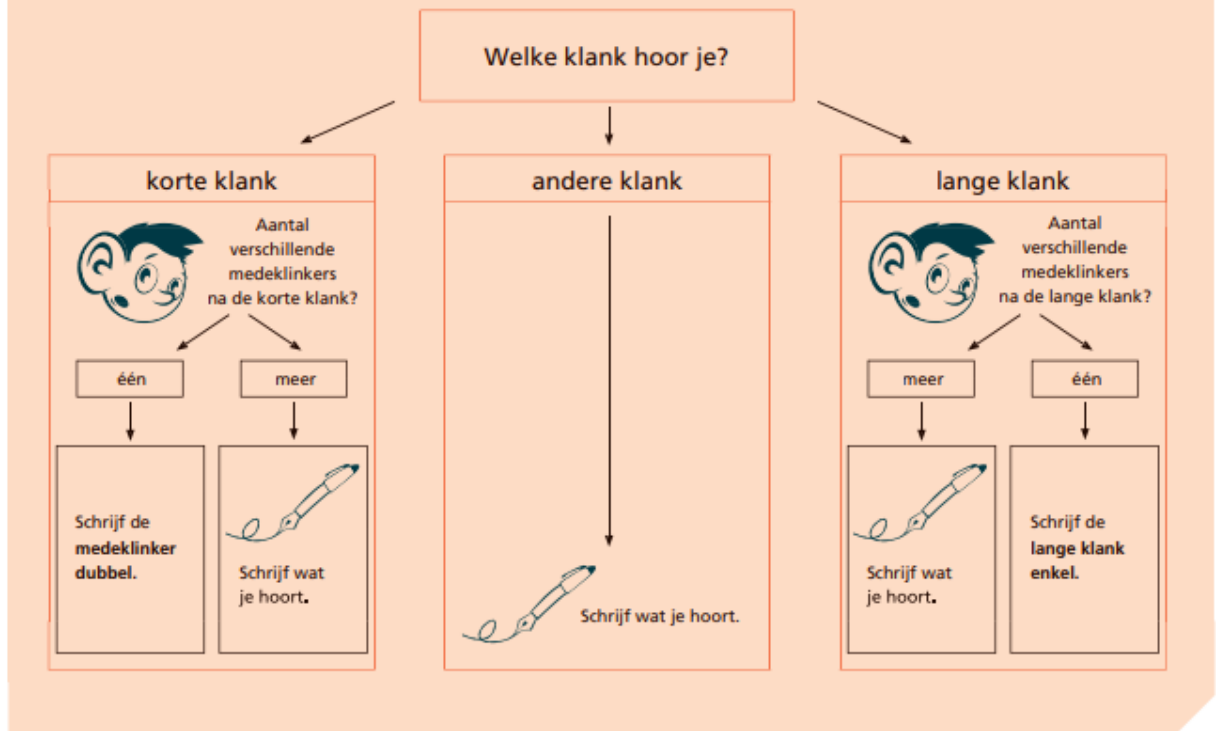 Welke klank hoor je?
korte klank
Aantal
verschillende
medeklinkers
na de korte klank?
één
meer
Schrijf de
medeklinker
dubbel.
Schrijf wat
je hoort.
andere klank
Schrijf wat je hoort.
lange klank
Aantal
verschillende
medeklinkers
na de lange klank?
meer
één
Schrijf wat
je hoort.
Schrijf de
lange klank
enkel.